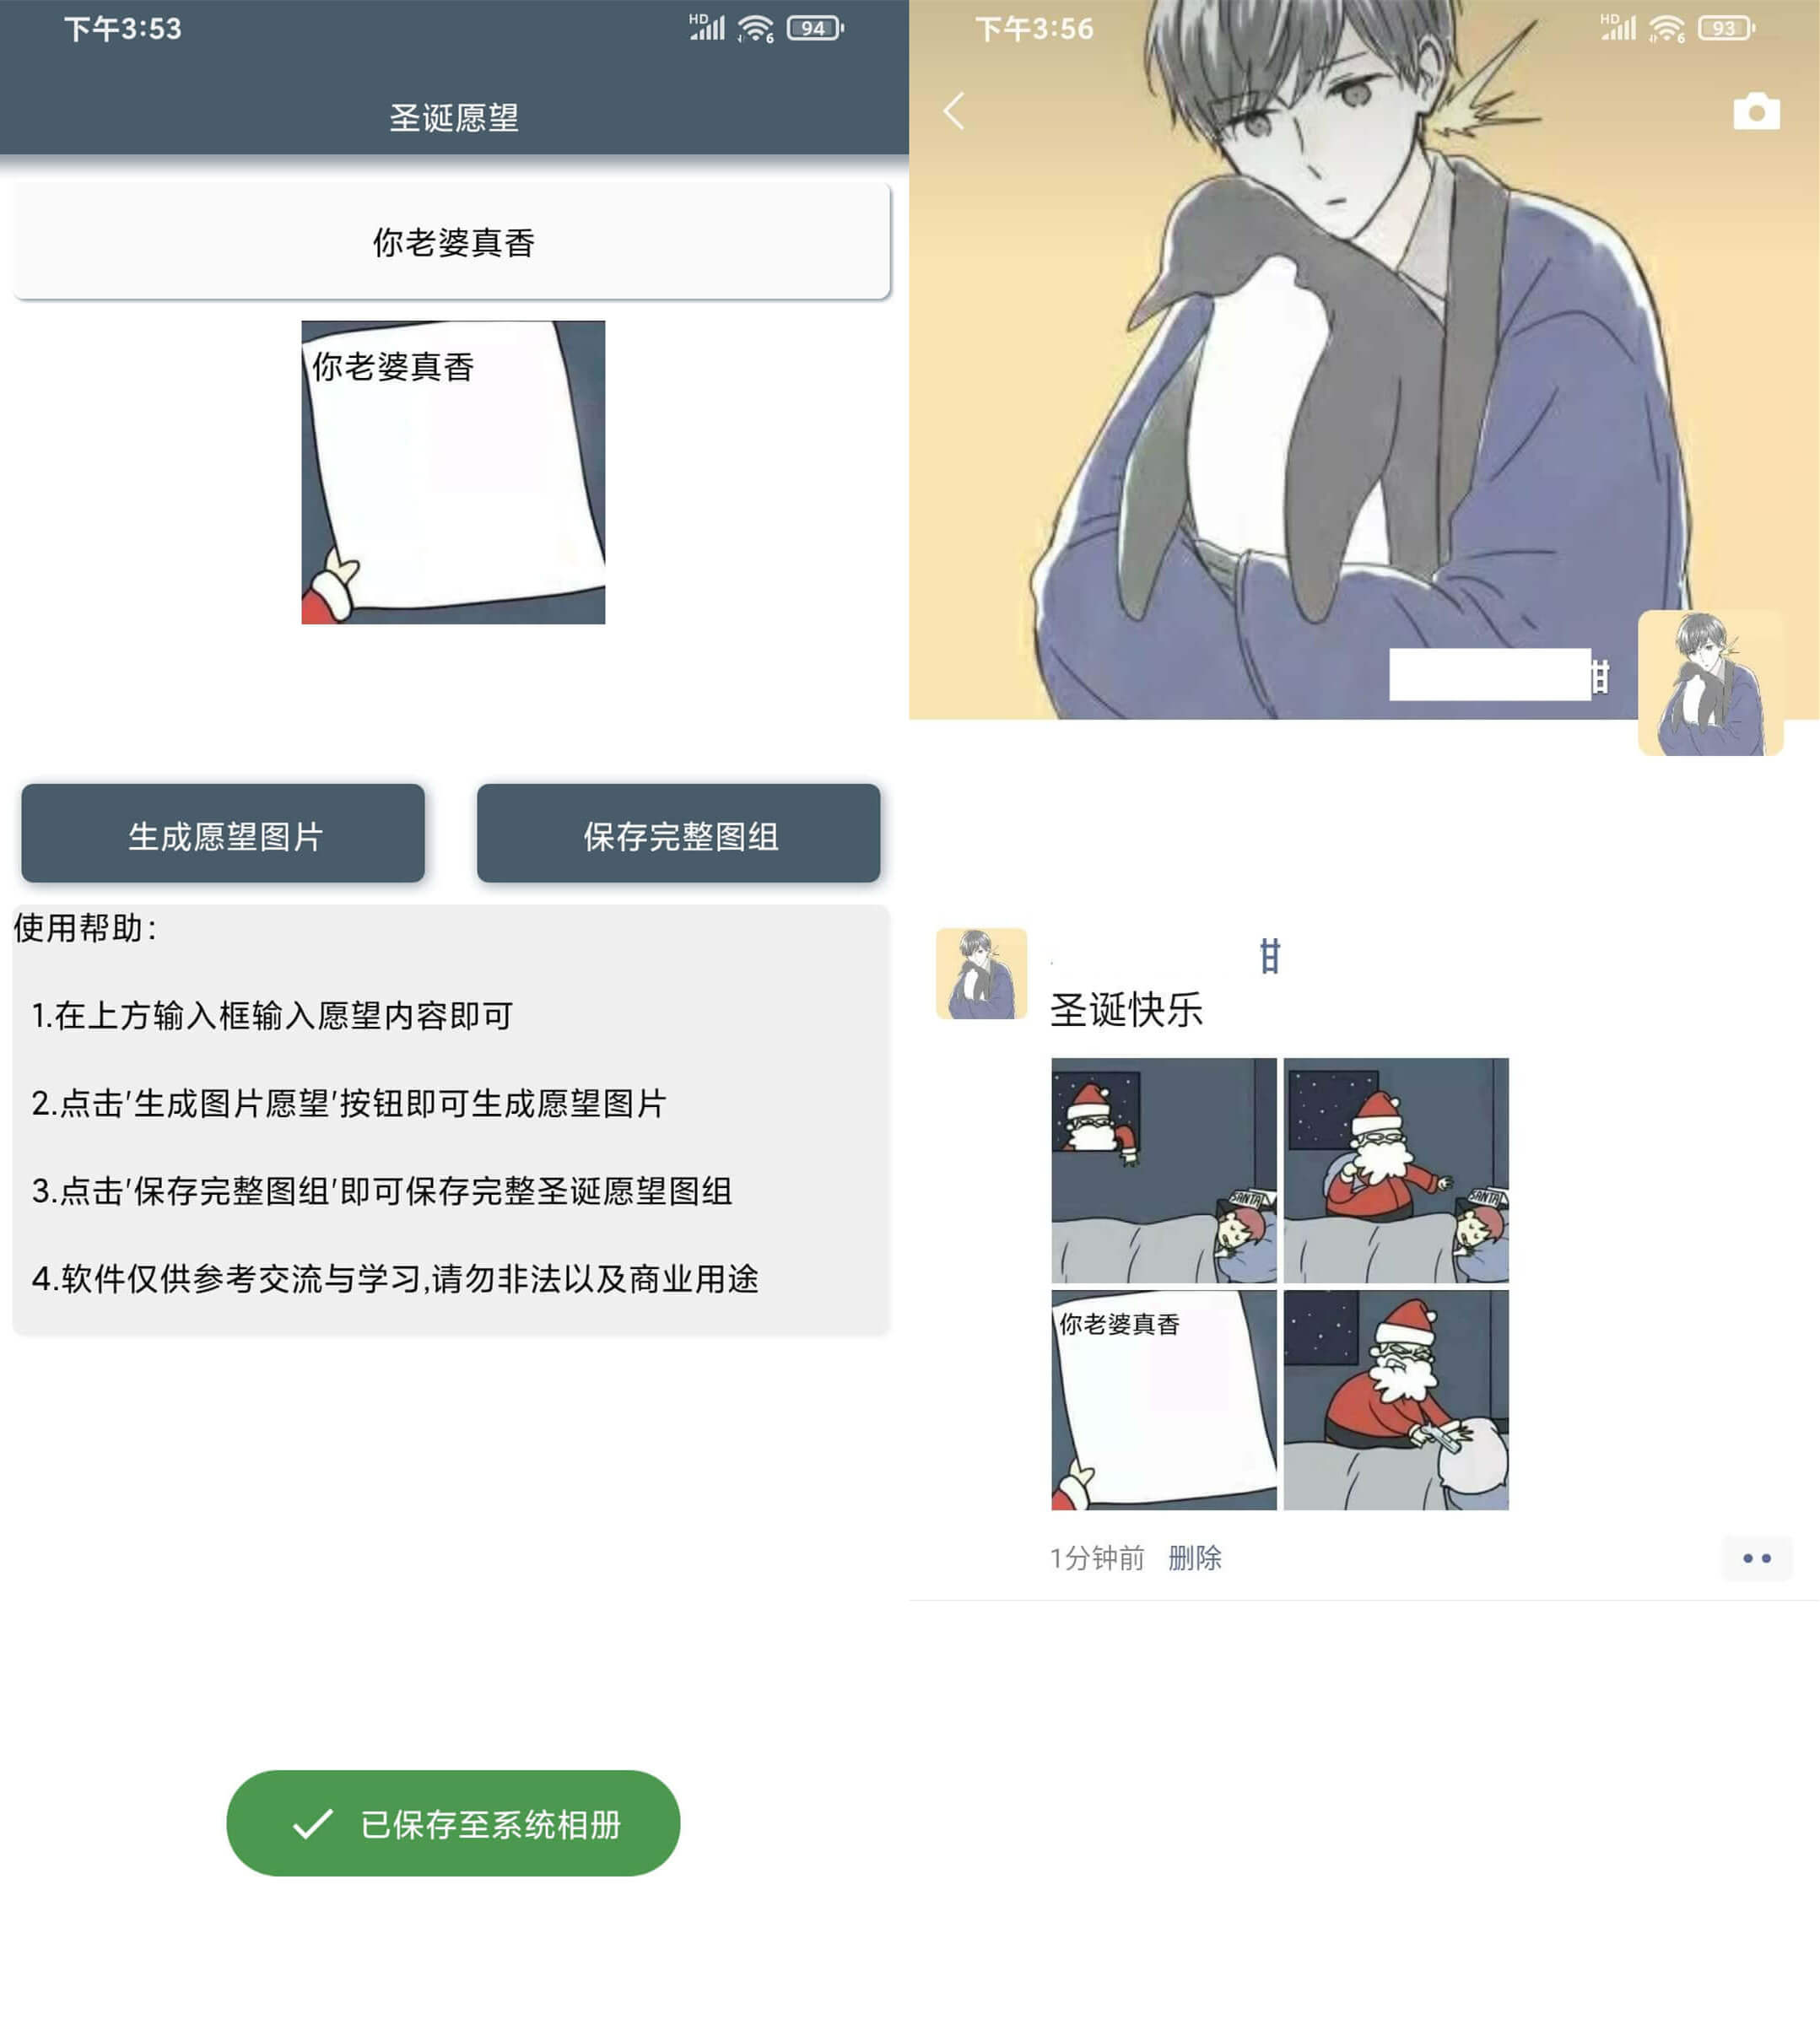 下午3:53
HD
6
94
圣诞愿望
你老婆真香
你老婆真香
生成愿望图片
保存完整图组
使用帮助：
1.在上方输入框输入愿望内容即可
2.点击'生成图片愿望'按钮即可生成愿望图片
3.点击'保存完整图组'即可保存完整圣诞愿望图组
4.软件仅供参考交流与学习,请勿非法以及商业用途
已保存至系统相册
下午3:56
HD
6
93
圣诞快乐
SANTA
SANTA
你老婆真香
1分钟前
删除